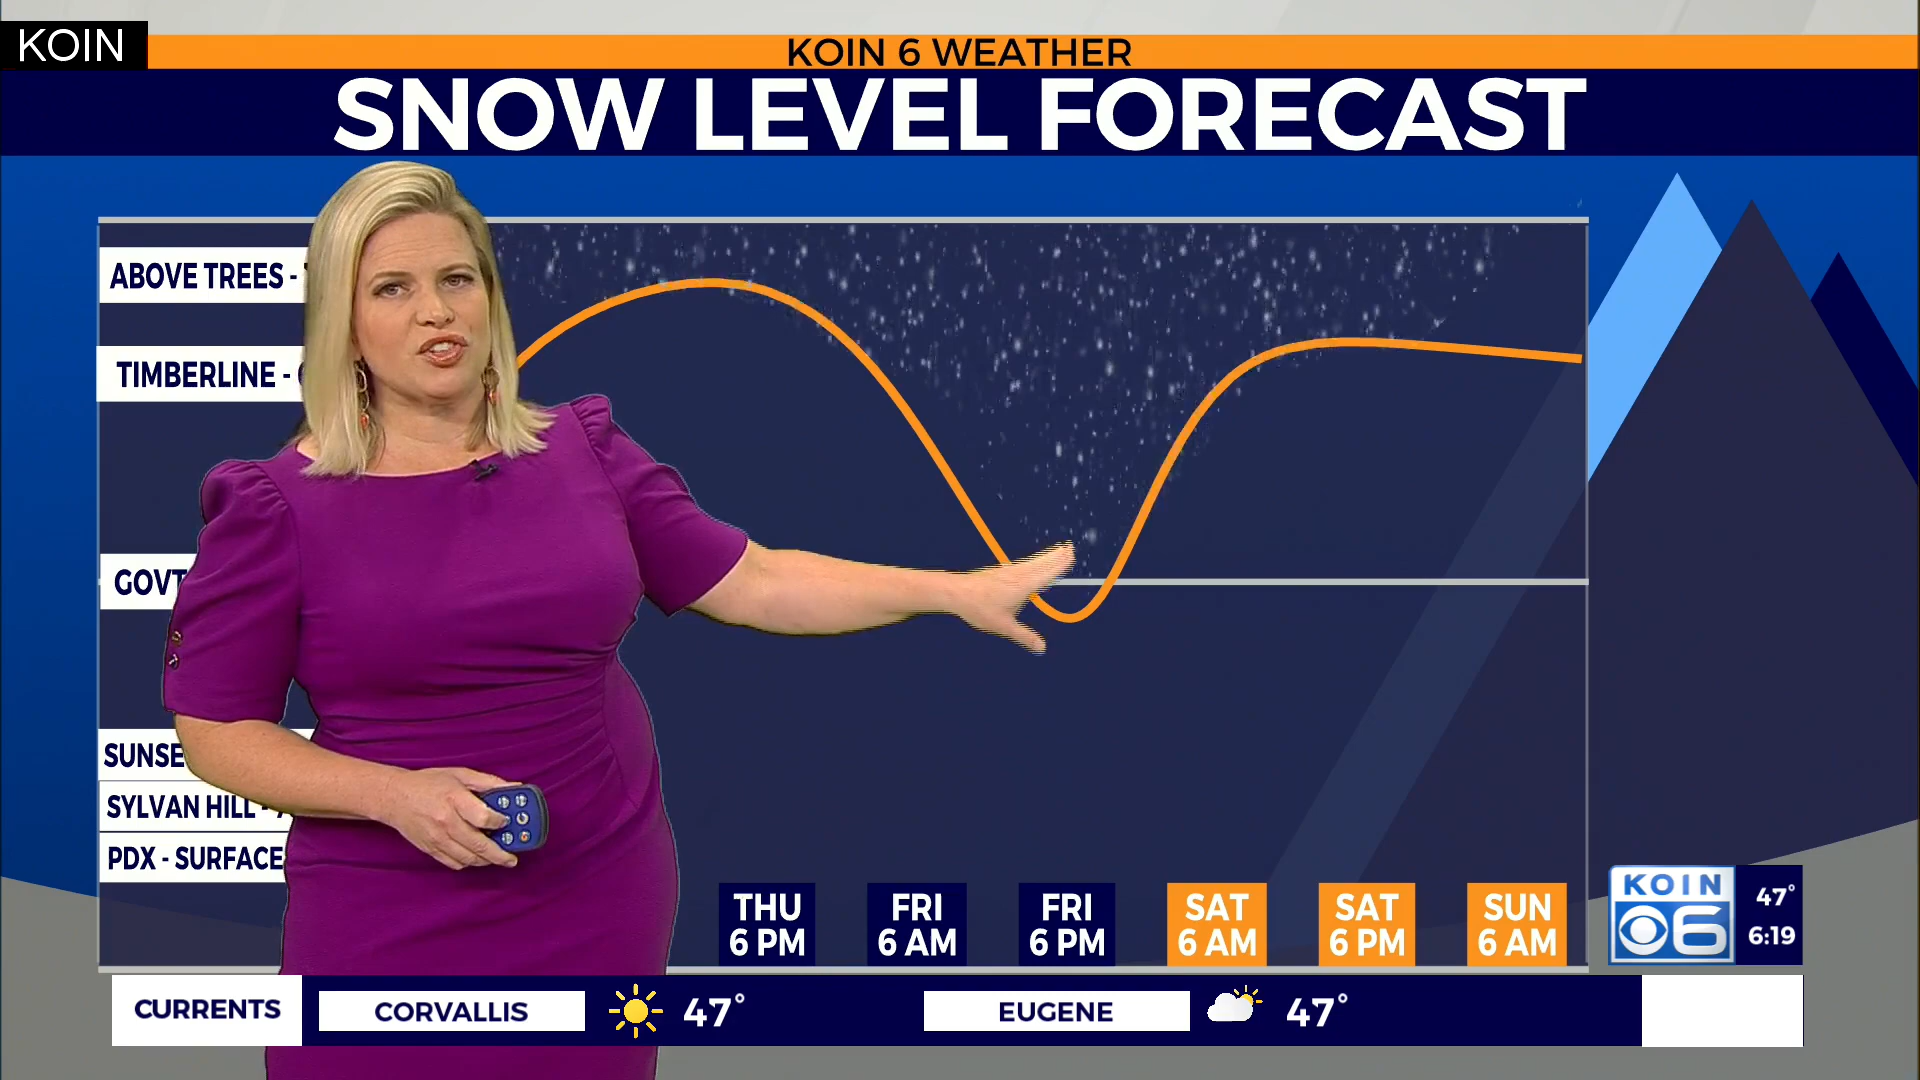 KOIN
KOIN 6 WEATHER
SNOW LEVEL FORECAST
ABOVE TREES -
TIMBERLINE -
GOVT
SYLVAN HILL -
PDX - SURFACE
THU
6 PM
FRI
6 AM
FRI
6 PM
SAT
6 AM
SAT
6 PM
SUN
6 AM
KOIN
6
47°
6:19
CURRENTS
CORVALLIS
47°
EUGENE
47°